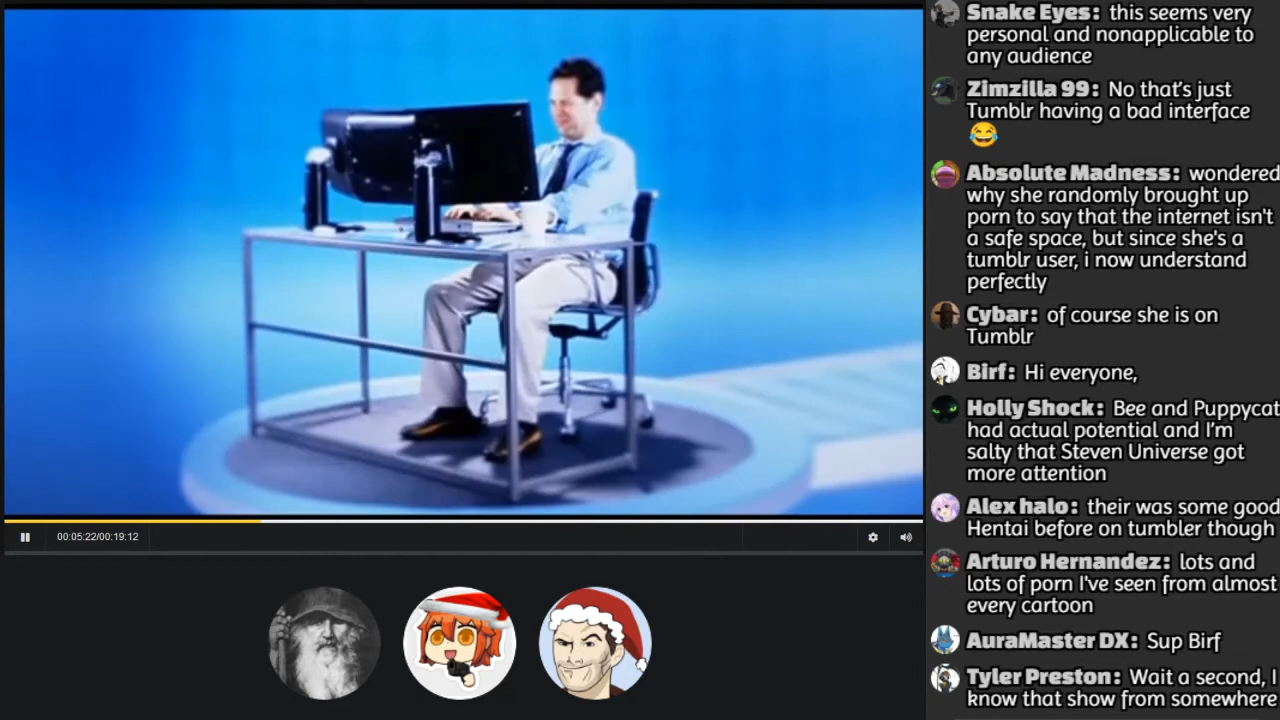 Snake Eyes: this seems very
personal and nonapplicable to
any audience
Zimzilla 99: No that's just
Tumblr having a bad interface
😂
Absolute Madness: wondered
why she randomly brought up
porn to say that the internet isn't
a safe space, but since she's a
tumblr user, i now understand
perfectly
Cybar: of course she is on
Tumblr
Birf: Hi everyone,
Holly Shock: Bee and Puppycat
had actual potential and I'm
salty that Steven Universe got
more attention
Alex halo: their was some good
Hentai before on tumbler though
Arturo Hernandez: lots and
lots of porn I've seen from almost
every cartoon
AuraMaster DX: Sup Birf
Tyler Preston: Wait a second, I
know that show from somewhere
00:05:22/00:19:12